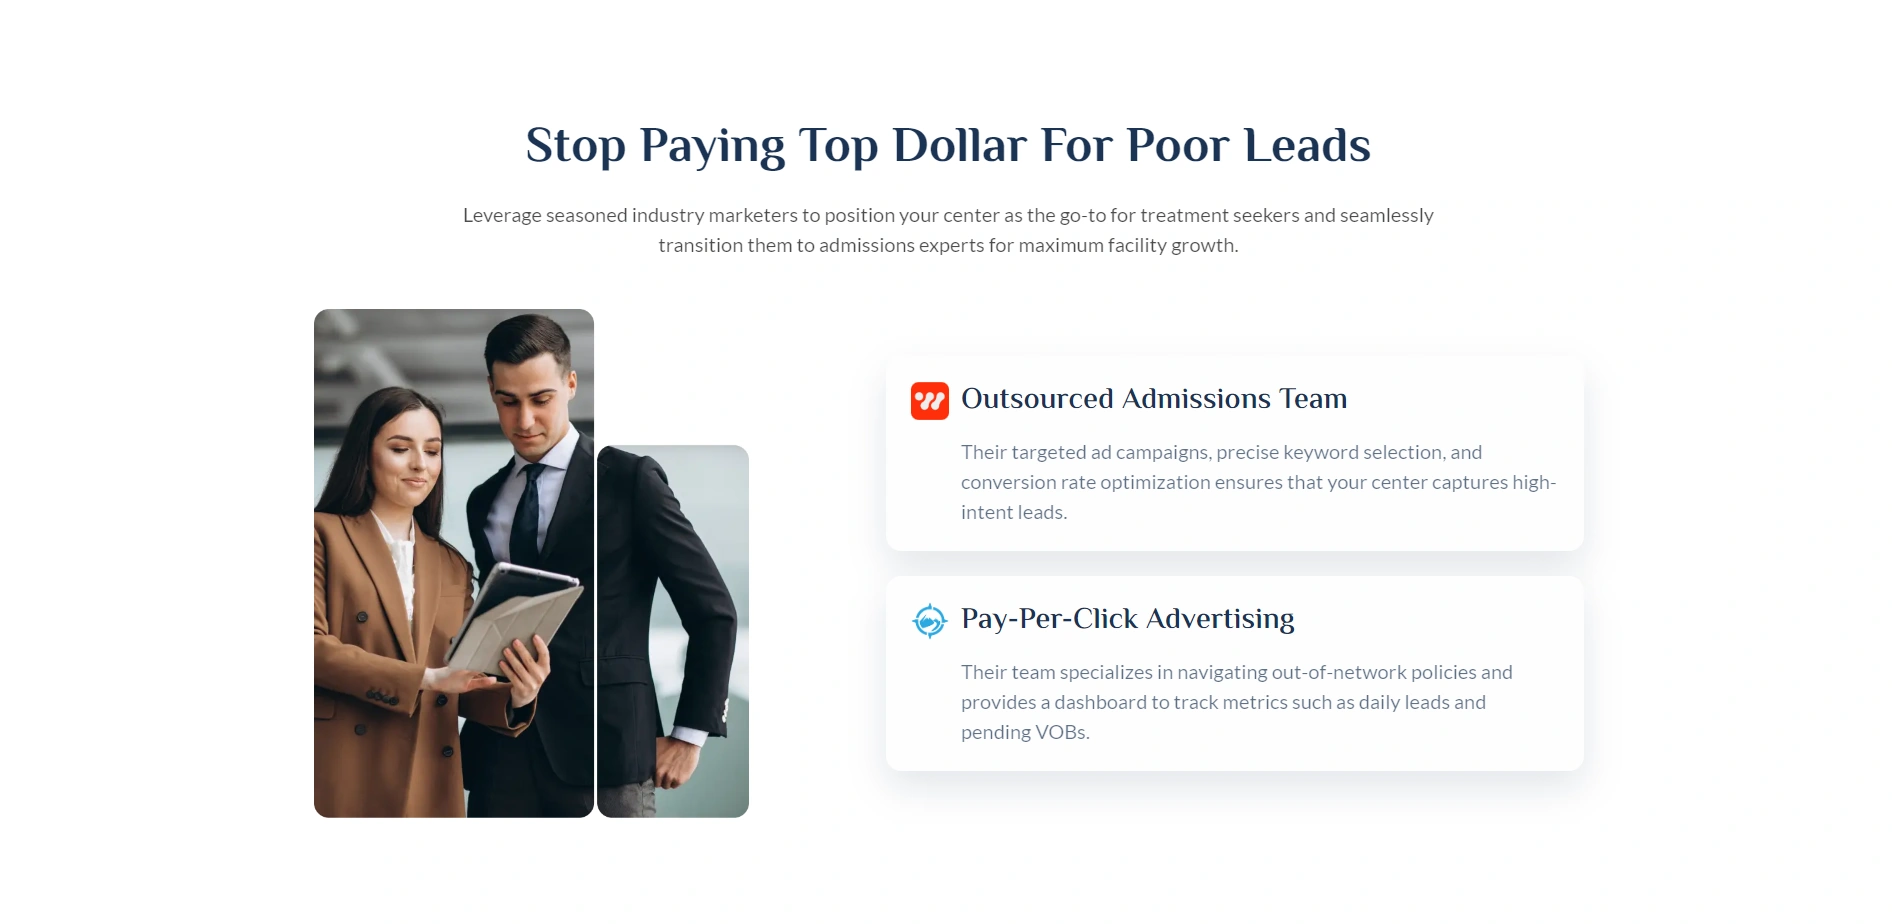 Stop Paying Top Dollar For Poor Leads
Leverage seasoned industry marketers to position your center as the go-to for treatment seekers and seamlessly
transition them to admissions experts for maximum facility growth.
Outsourced Admissions Team
Their targeted ad campaigns, precise keyword selection, and
conversion rate optimization ensures that your center captures high-
intent leads.
Pay-Per-Click Advertising
Their team specializes in navigating out-of-network policies and
provides a dashboard to track metrics such as daily leads and
pending VOBs.